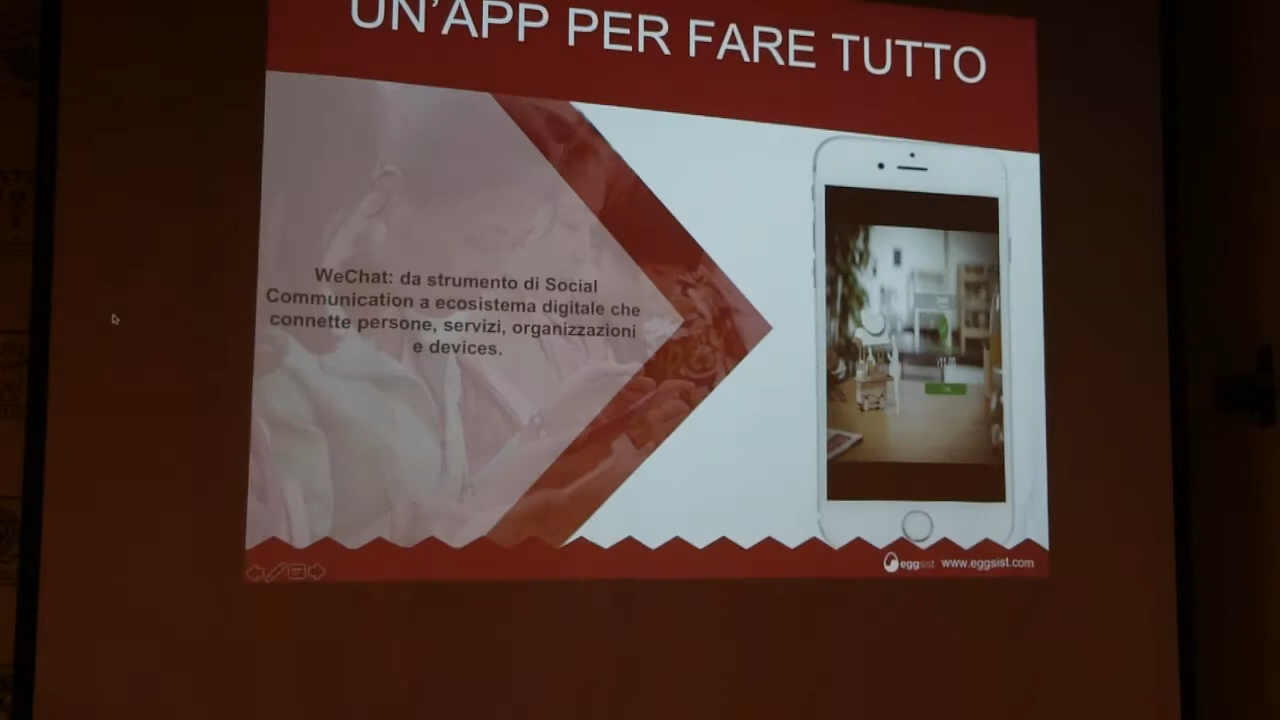 UN'APP PER FARE TUTTO
WeChat: da strumento di Social
Communication a ecosistema digitale che
connette persone, servizi, organizzazioni
e devices.
eggsist www.eggsist.com